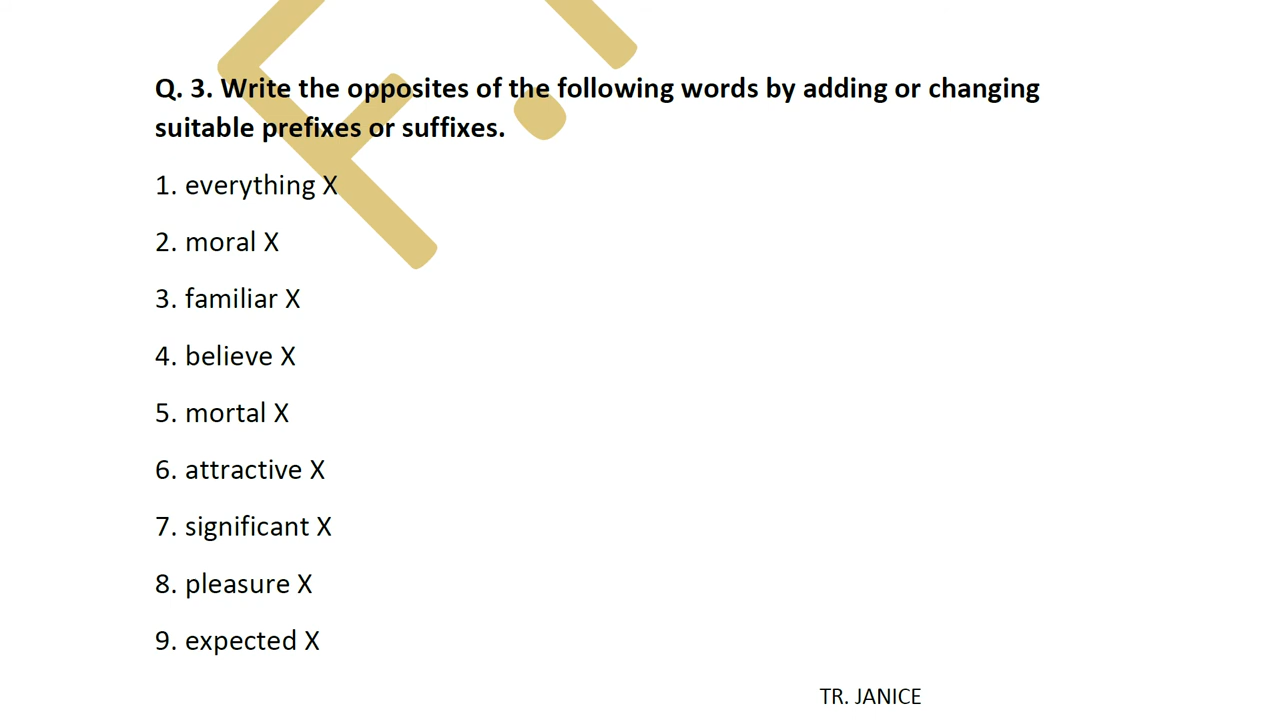 Q. 3. Write the opposites of the following words by adding or changing
suitable prefixes or suffixes.
1. everything X
2. moral X
3. familiar X
4. believe X
5. mortal X
6. attractive X
7. significant X
8. pleasure X
9. expected X
TR. JANICE